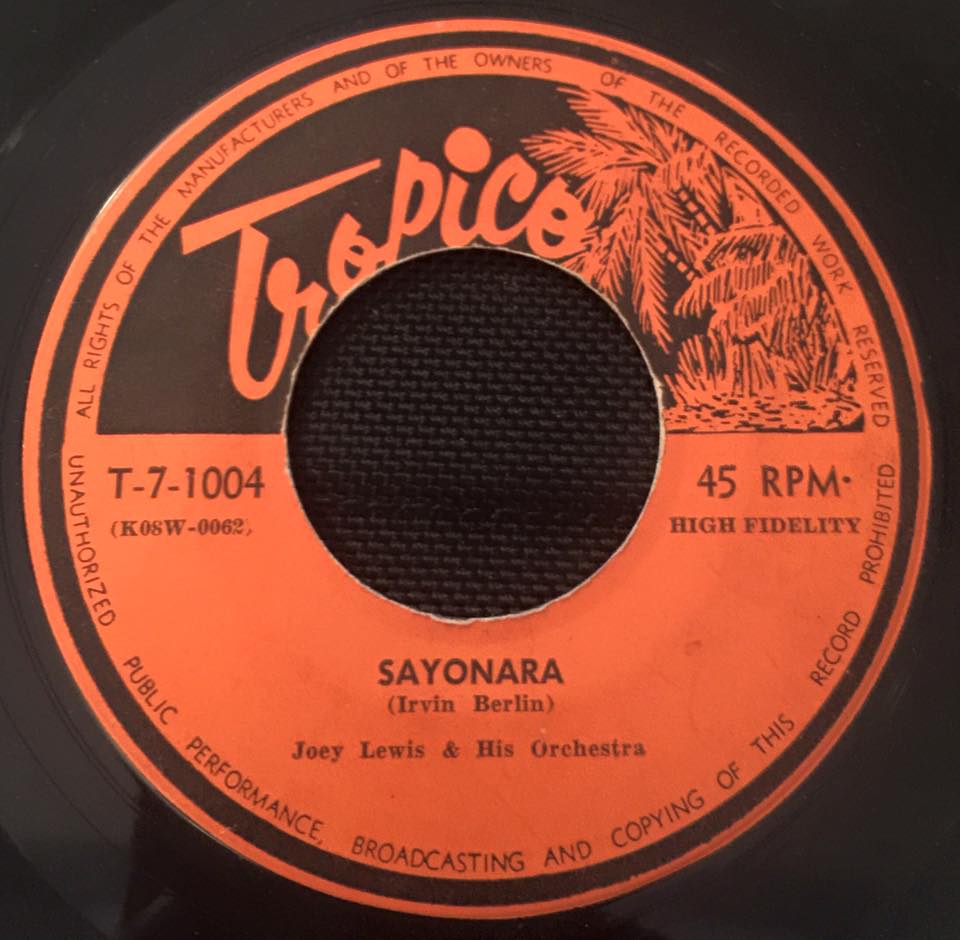 ALL RIGHTS OF THE MANUFACTURERS AND OF THE OWNERS OF THE RECORDED WORK RESERVED
Tropico
T-7-1004
(K08W-0062)
45 RPM·
HIGH FIDELITY
SAYONARA
(Irvin Berlin)
Joey Lewis & His Orchestra
UNAUTHORIZED PUBLIC PERFORMANCE, BROADCASTING AND COPYING OF THIS RECORD PROHIBITED